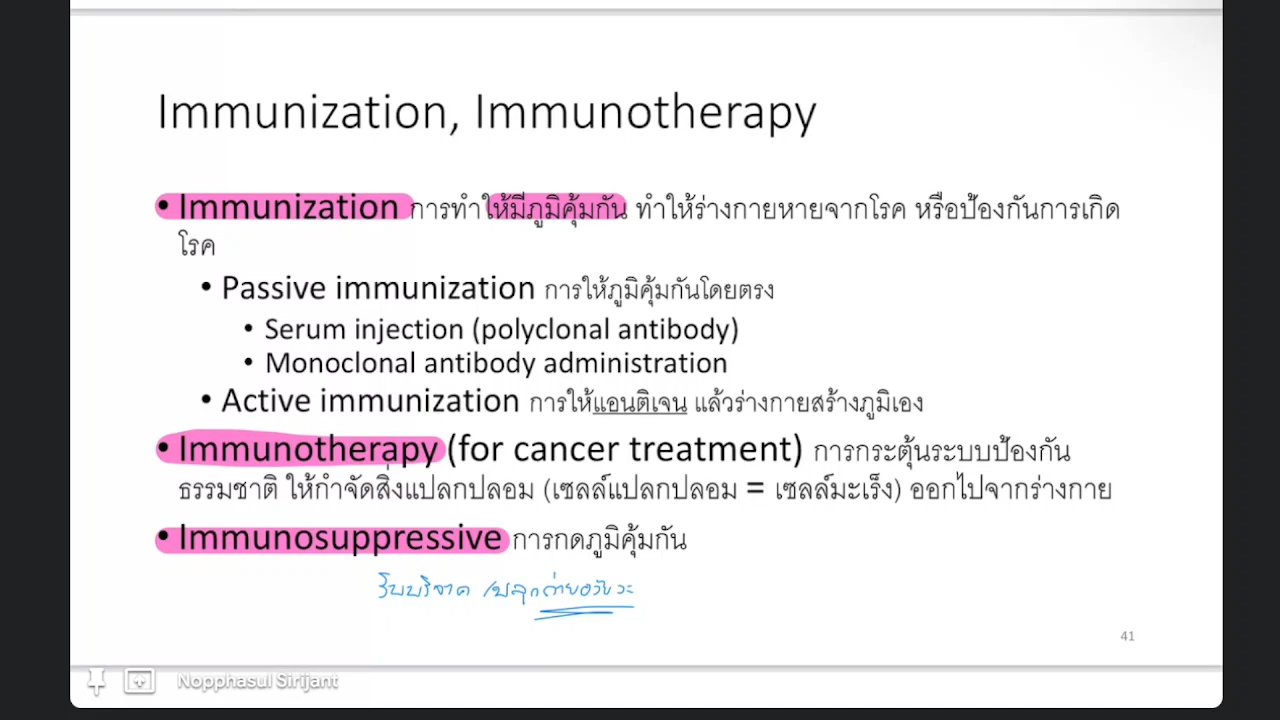 Immunization, Immunotherapy
• Immunization การทำให้มีภูมิคุ้มกัน ทำให้ร่างกายหายจากโรค หรือป้องกันการเกิด
โรค
• Passive immunization การให้ภูมิคุ้มกันโดยตรง
• Serum injection (polyclonal antibody)
• Monoclonal antibody administration
• Active immunization การให้แอนติเจน แล้วร่างกายสร้างภูมิเอง
• Immunotherapy (for cancer treatment) การกระตุ้นระบบป้องกัน
ธรรมชาติ ให้กำจัดสิ่งแปลกปลอม (เซลล์แปลกปลอม = เซลล์มะเร็ง) ออกไปจากร่างกาย
• Immunosuppressive การกดภูมิคุ้มกัน
รับบริจาค /ปลูกถ่ายอวัยวะ
41
Nopphasul Sirijant